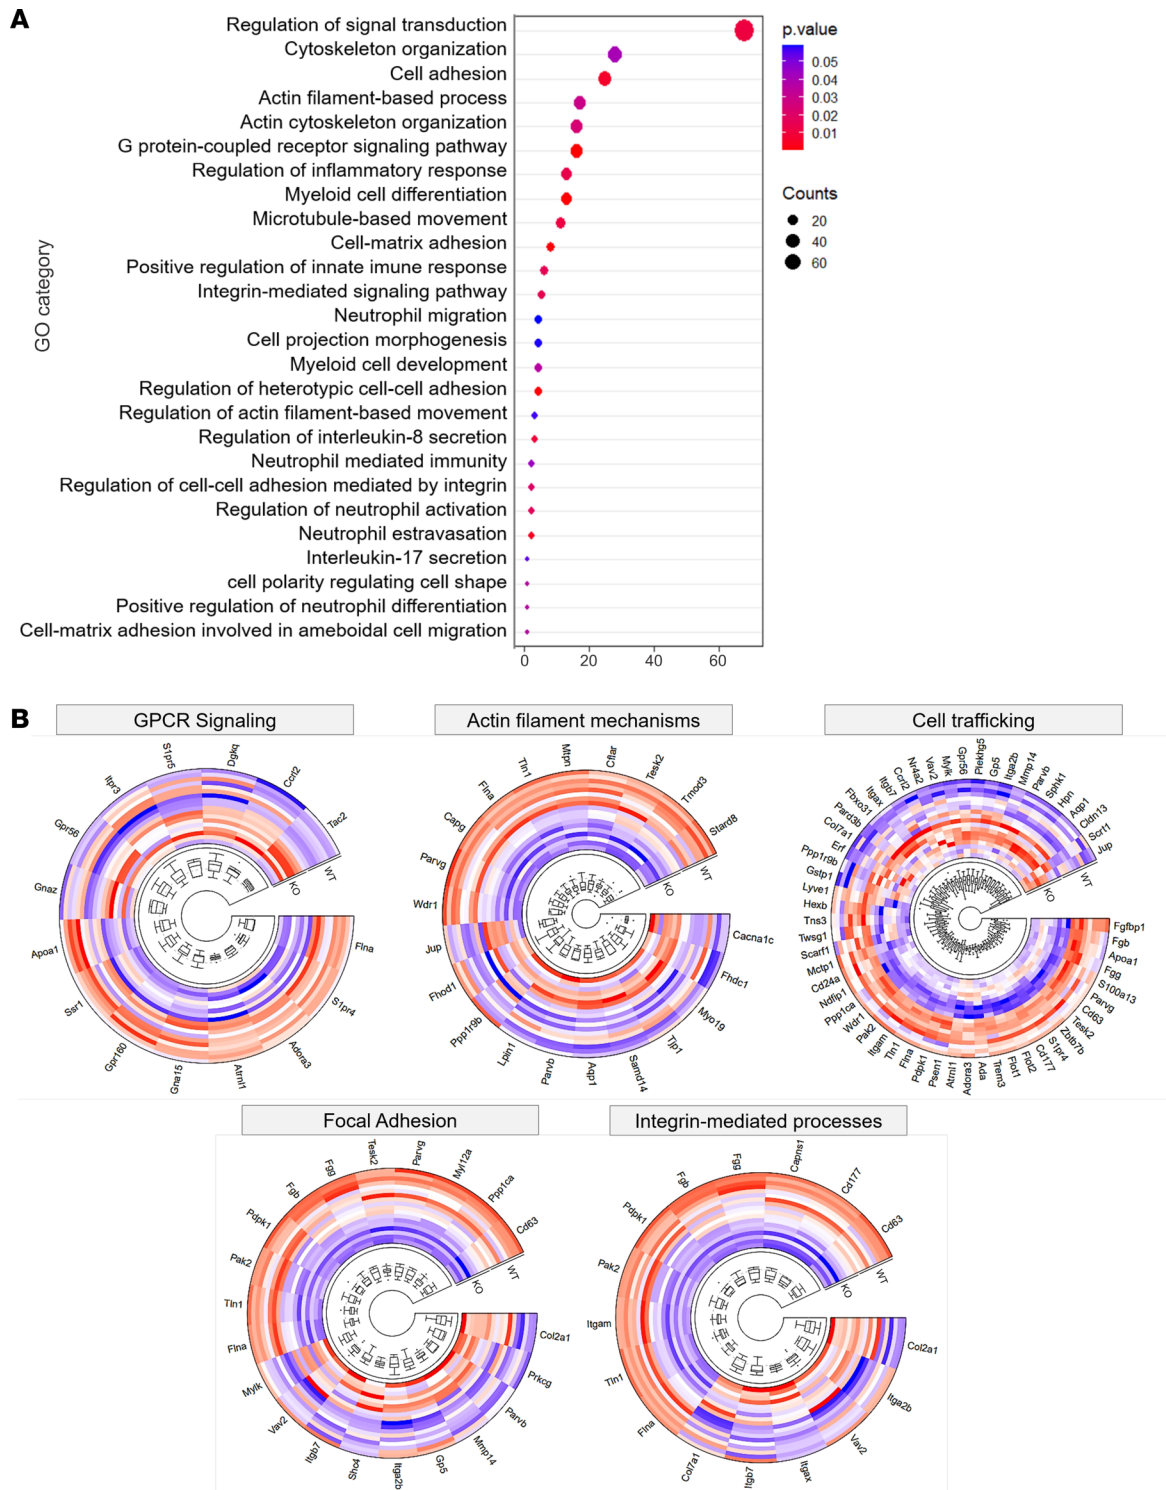 A
Regulation of signal transduction
Cytoskeleton organization
Cell adhesion
Actin filament-based process
Actin cytoskeleton organization
G protein-coupled receptor signaling pathway
Regulation of inflammatory response
Myeloid cell differentiation
Microtubule-based movement
Cell-matrix adhesion
Positive regulation of innate imune response
Integrin-mediated signaling pathway
Neutrophil migration
Cell projection morphogenesis
Myeloid cell development
Regulation of heterotypic cell-cell adhesion
Regulation of actin filament-based movement
Regulation of interleukin-8 secretion
Neutrophil mediated immunity
Regulation of cell-cell adhesion mediated by integrin
Regulation of neutrophil activation
Neutrophil estravasation
Interleukin-17 secretion
cell polarity regulating cell shape
Positive regulation of neutrophil differentiation
Cell-matrix adhesion involved in ameboidal cell migration
GO category
0 20 40 60
p.value
0.05
0.04
0.03
0.02
0.01
Counts
20
40
60
B
GPCR Signaling
Tac2
Ccrl2
Dgkq
S1pr5
Itpr3
Gpr56
Gnaz
Apoa1
Ssr1
Gpr160
Gna15
Atrnl1
Adora3
S1pr4
Flna
KO
WT
Actin filament mechanisms
Stard8
Tmod3
Tesk2
Cftar
Mtpn
Tln1
Flna
Capg
Parvg
Wdr1
Jup
Fhod1
Ppp1r9b
Lpin1
Parvb
Aqp1
Samd14
Tjp1
Myo19
Fhdc1
Cacna1c
KO
WT
Cell trafficking
Jup
Scrt1
Cldn13
Aqp1
Hpn
Sphk1
Parvb
Mmp14
Itga2b
Gp5
Plekhg5
Gpr56
Mylk
Vav2
Nr4a2
Ccrl2
Itgb7
Itgax
Fbxo31
Pard3b
Col7a1
Erf
Ppp1r9b
Gstp1
Lyve1
Hexb
Tns3
Twsg1
Scarf1
Mctp1
Cd24a
Ndfip1
Ppp1ca
Wdr1
Pak2
Itgam
Tln1
Flna
Pdpk1
Psen1
Atrnl1
Adora3
Ada
Trem3
Flot1
Flot2
Cd177
S1pr4
Zbtb7b
Tesk2
Cd63
Parvg
S100a13
Fgg
Apoa1
Fgb
Fgfbp1
KO
WT
Focal Adhesion
Cd63
Ppp1ca
Myl12a
Parvg
Tesk2
Fgg
Fgb
Pdpk1
Pak2
Tln1
Flna
Mylk
Vav2
Itgb7
Shc4
Itga2b
Gp5
Mmp14
Parvb
Prkcg
Col2a1
KO
WT
Integrin-mediated processes
Cd63
Cd177
Capns1
Fgg
Fgb
Pdpk1
Pak2
Itgam
Tln1
Flna
Col7a1
Itgb7
Itgax
Vav2
Itga2b
Col2a1
KO
WT